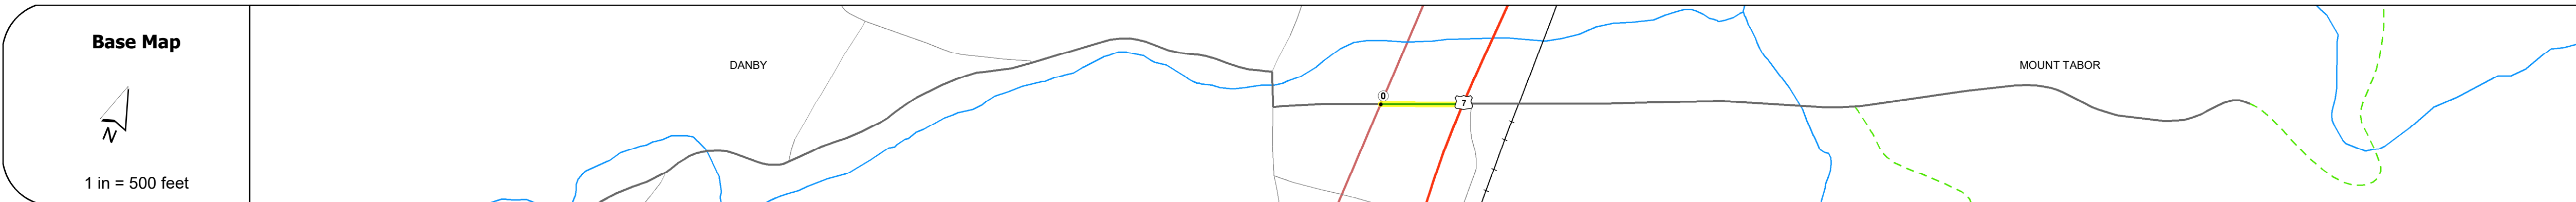 Base Map
N
1 in = 500 feet
DANBY
0
7
MOUNT TABOR